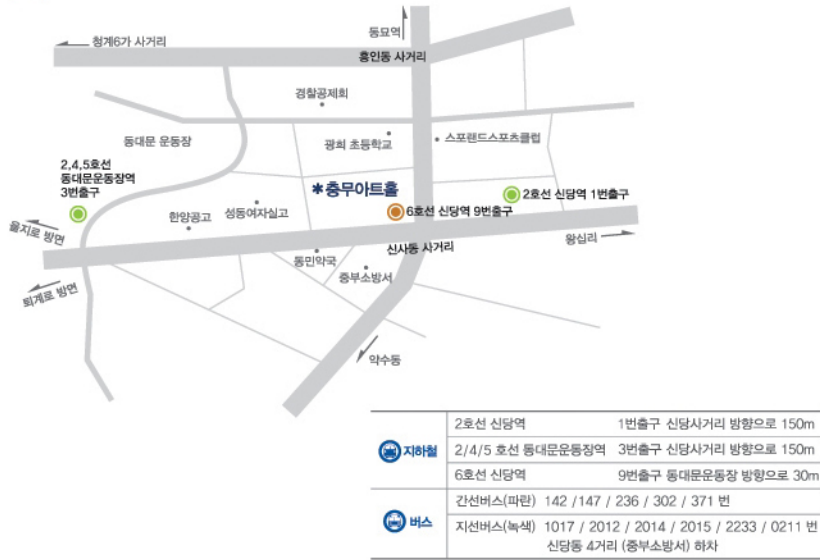 동묘역
청계6가 사거리
흥인동 사거리
경찰공제회
동대문 운동장
광희 초등학교
스포랜드스포츠클럽
2,4,5호선
동대문운동장역
3번출구
*충무아트홀
2호선 신당역 1번출구
한양공고
성동여자실고
6호선 신당역 9번출구
을지로 방면
신사동 사거리
왕십리
동민약국
중부소방서
퇴계로 방면
약수동
지하철
2호선 신당역 1번출구 신당사거리 방향으로 150m
2/4/5 호선 동대문운동장역 3번출구 신당사거리 방향으로 150m
6호선 신당역 9번출구 동대문운동장 방향으로 30m
버스
간선버스(파란) 142 /147 / 236 / 302 / 371 번
지선버스(녹색) 1017 / 2012 / 2014 / 2015 / 2233 / 0211 번
신당동 4거리 (중부소방서) 하차